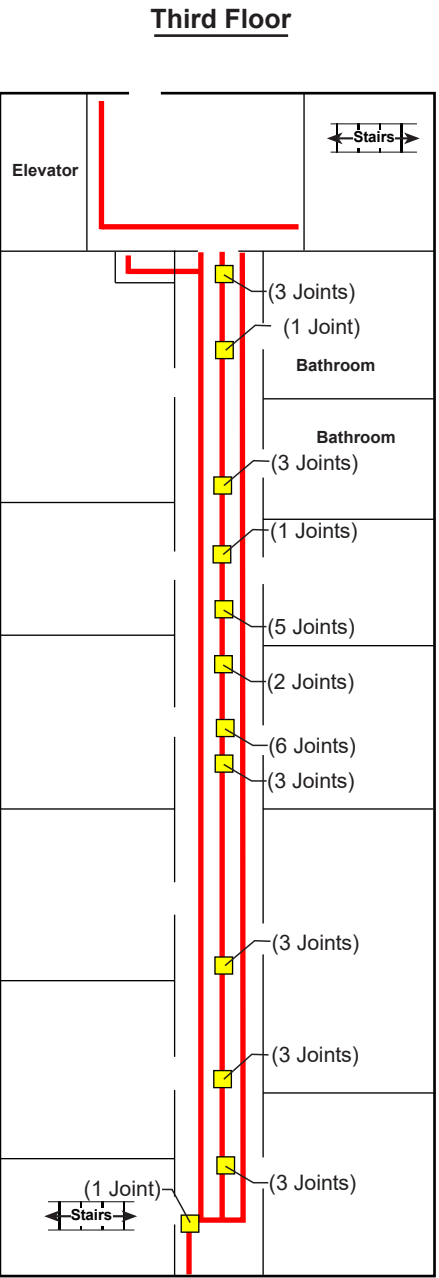 Third Floor
Stairs
Elevator
(3 Joints)
(1 Joint)
Bathroom
Bathroom
(3 Joints)
(1 Joints)
(5 Joints)
(2 Joints)
(6 Joints)
(3 Joints)
(3 Joints)
(3 Joints)
(3 Joints)
(1 Joint)
Stairs